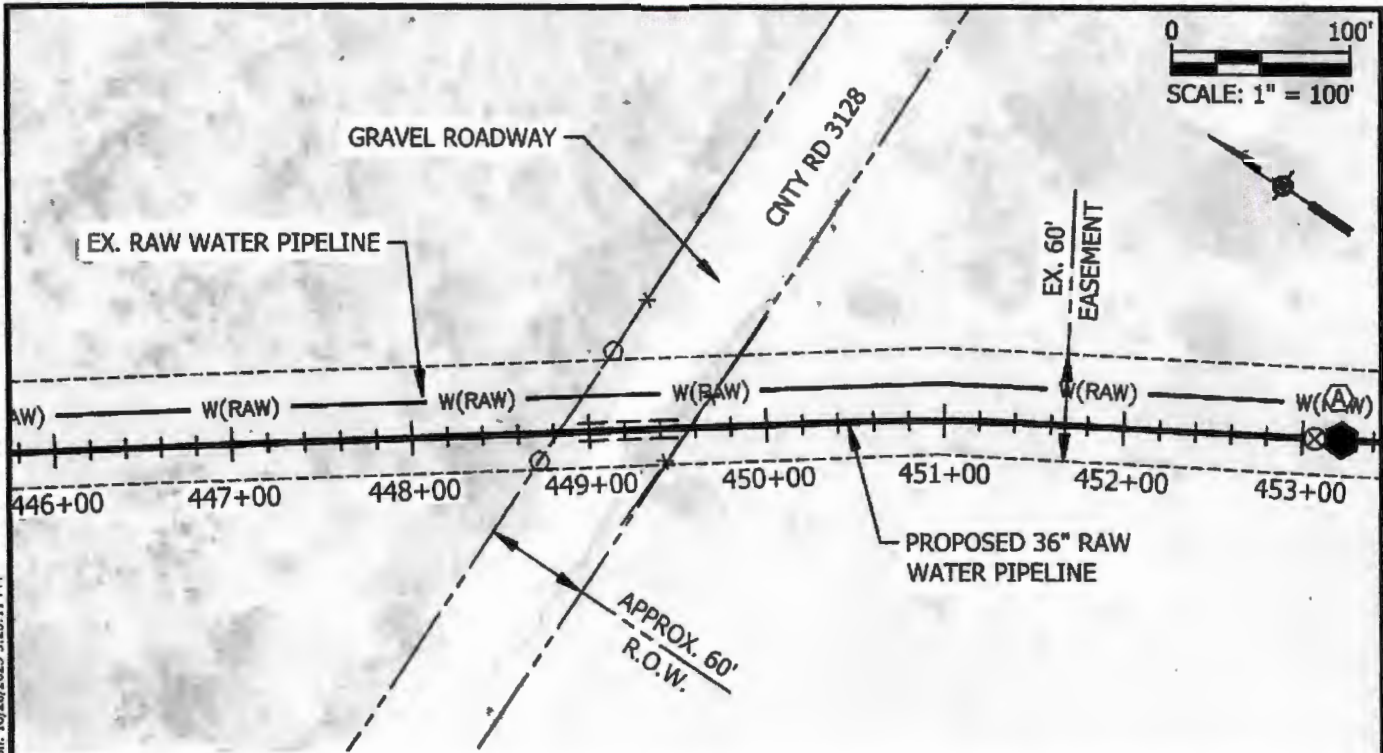 0 100'
SCALE: 1" = 100'
GRAVEL ROADWAY
CNTY RD 3128
EX. RAW WATER PIPELINE
EX. 60'
EASEMENT
W(RAW) W(RAW) W(RAW) W(RAW) W(RAW)
A
446+00 447+00 448+00 449+00 450+00 451+00 452+00 453+00
PROPOSED 36" RAW
WATER PIPELINE
APPROX. 60'
R.O.W.